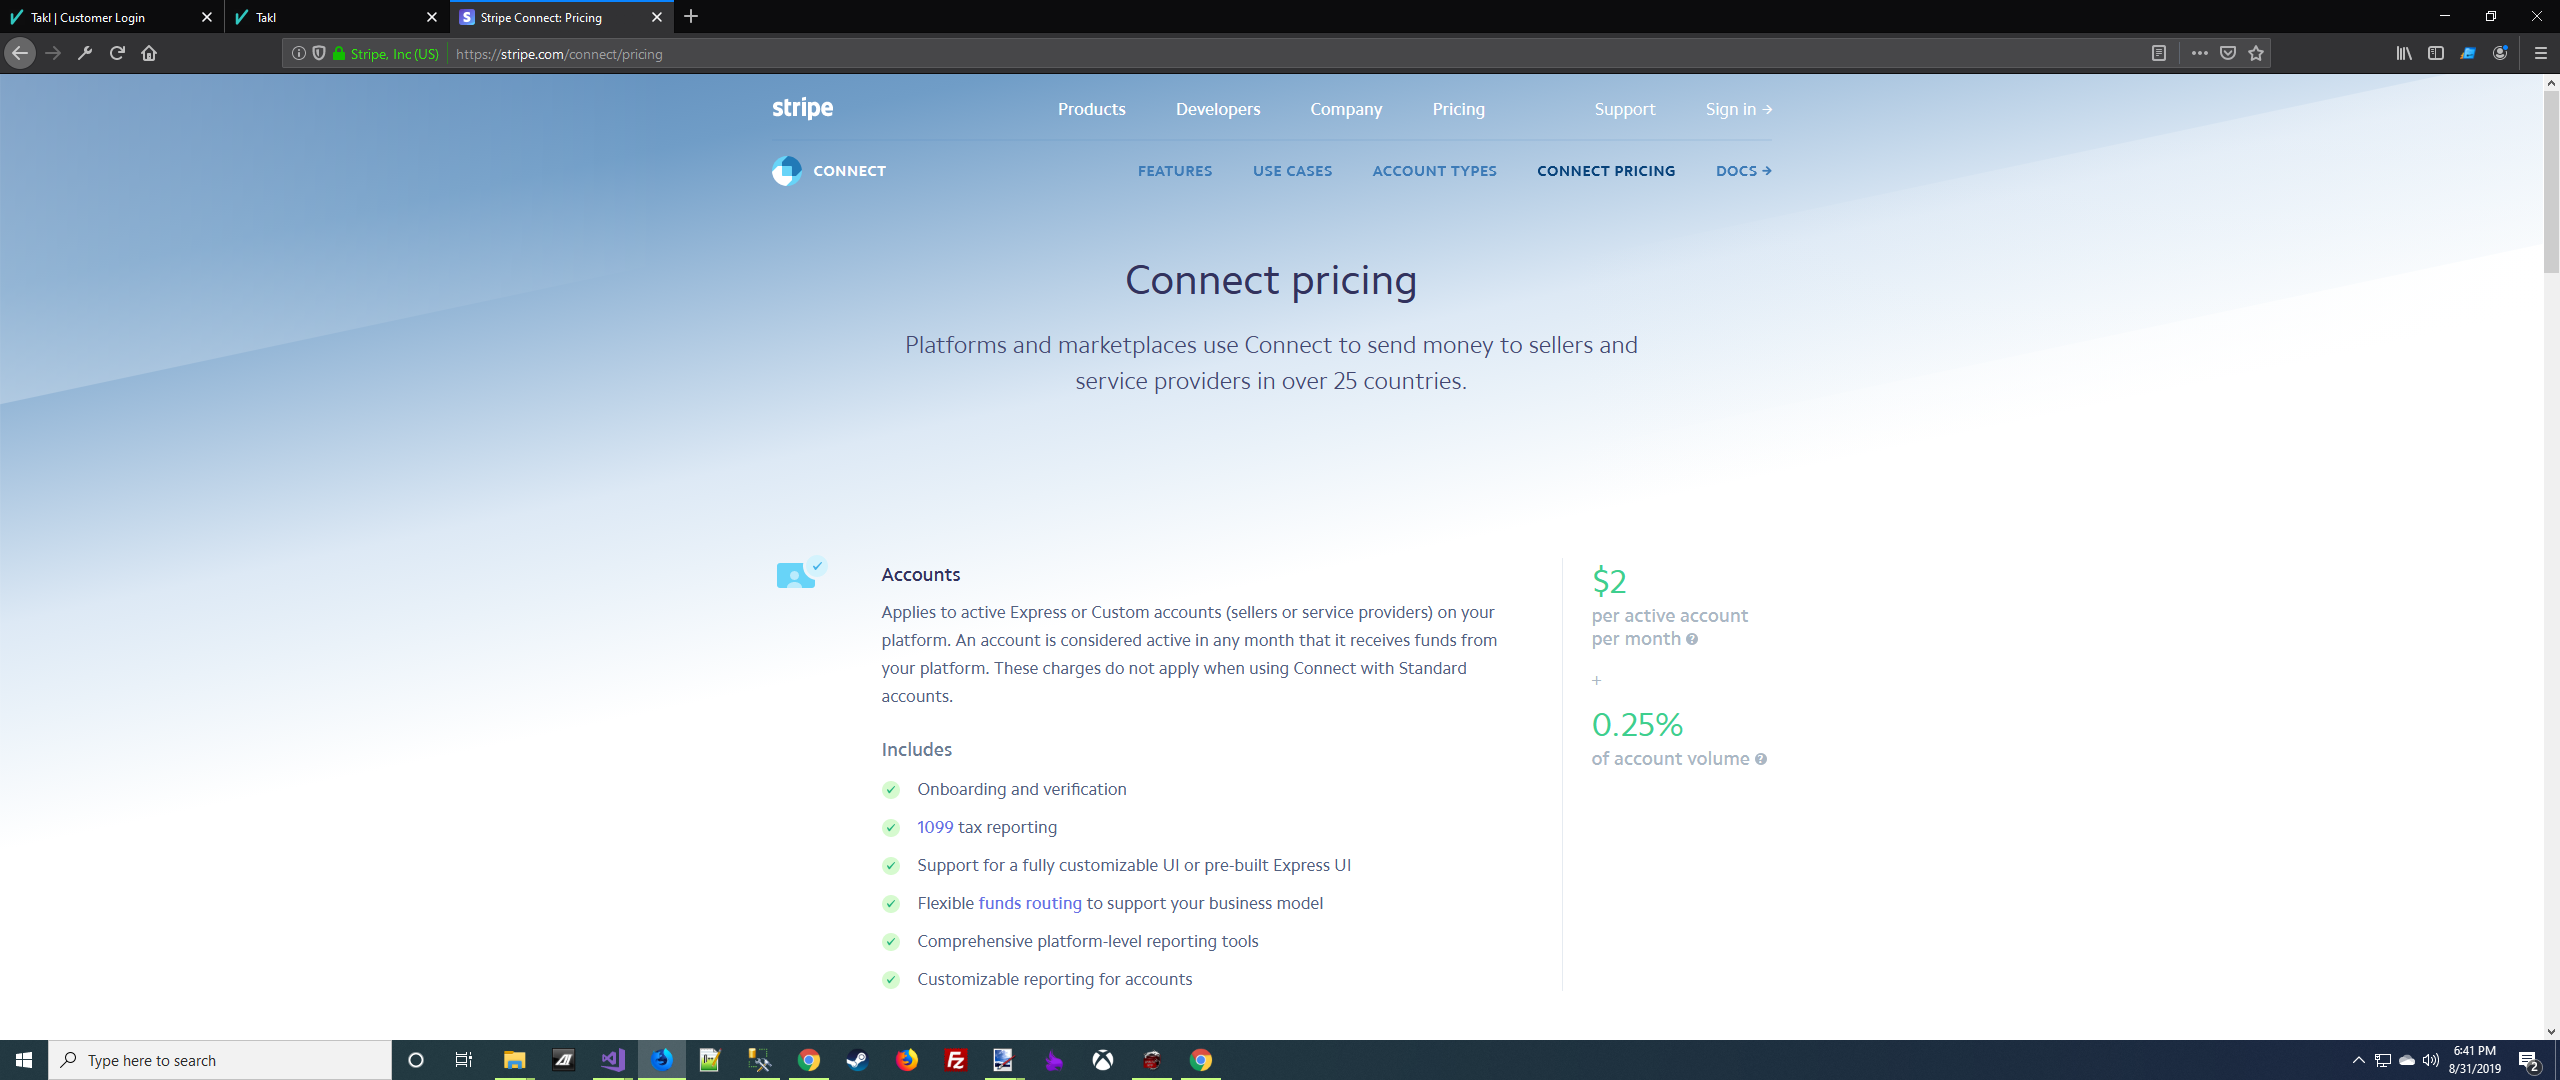 Takl | Customer Login
Takl
Stripe Connect: Pricing
Stripe, Inc (US)
https://stripe.com/connect/pricing
stripe
Products
Developers
Company
Pricing
Support
Sign in →
CONNECT
FEATURES
USE CASES
ACCOUNT TYPES
CONNECT PRICING
DOCS →
Connect pricing
Platforms and marketplaces use Connect to send money to sellers and
service providers in over 25 countries.
Accounts
Applies to active Express or Custom accounts (sellers or service providers) on your
platform. An account is considered active in any month that it receives funds from
your platform. These charges do not apply when using Connect with Standard
accounts.
Includes
Onboarding and verification
1099 tax reporting
Support for a fully customizable UI or pre-built Express UI
Flexible funds routing to support your business model
Comprehensive platform-level reporting tools
Customizable reporting for accounts
$2
per active account
per month ?
+
0.25%
of account volume ?
Type here to search
6:41 PM
8/31/2019
2